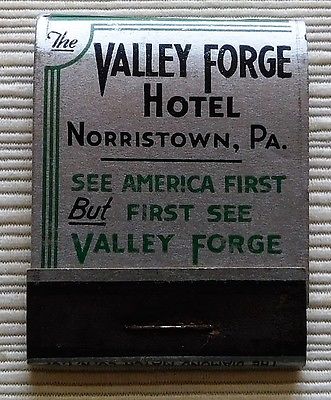 The
VALLEY FORGE
HOTEL
NORRISTOWN, PA.
SEE AMERICA FIRST
But FIRST SEE
VALLEY FORGE